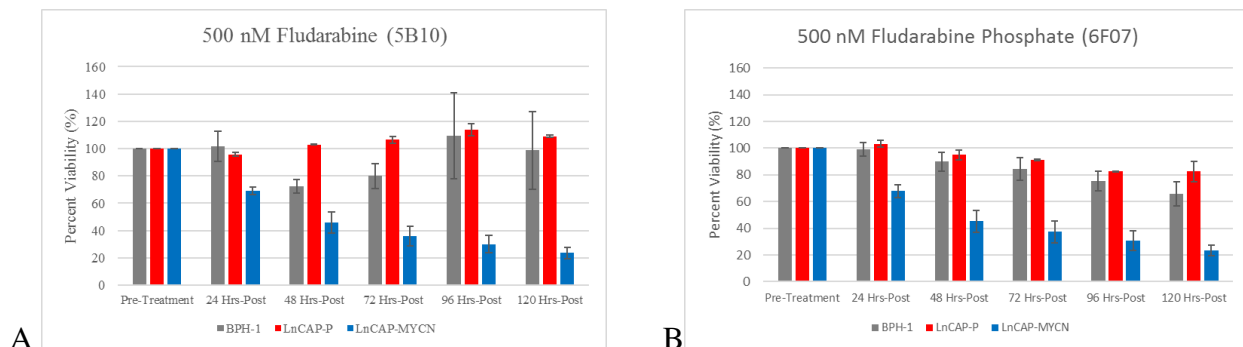 500 nM Fludarabine (5B10)
Percent Viability (%)
160
140
120
100
80
60
40
20
0
Pre-Treatment 24 Hrs-Post 48 Hrs-Post 72 Hrs-Post 96 Hrs-Post 120 Hrs-Post
BPH-1 LnCAP-P LnCAP-MYCN
A
500 nM Fludarabine Phosphate (6F07)
Percent Viability (%)
160
140
120
100
80
60
40
20
0
Pre-Treatment 24 Hrs-Post 48 Hrs-Post 72 Hrs-Post 96 Hrs-Post 120 Hrs-Post
BPH-1 LnCAP-P LnCAP-MYCN
B